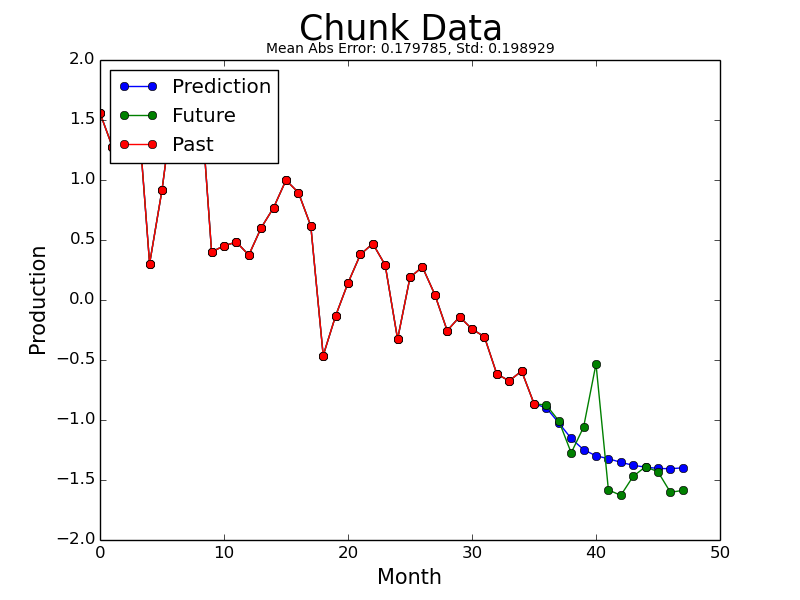 Chunk Data
Mean Abs Error: 0.179785, Std: 0.198929
Prediction
Future
Past
2.0
1.5
1.0
0.5
0.0
−0.5
−1.0
−1.5
−2.0
Production
0 10 20 30 40 50
Month